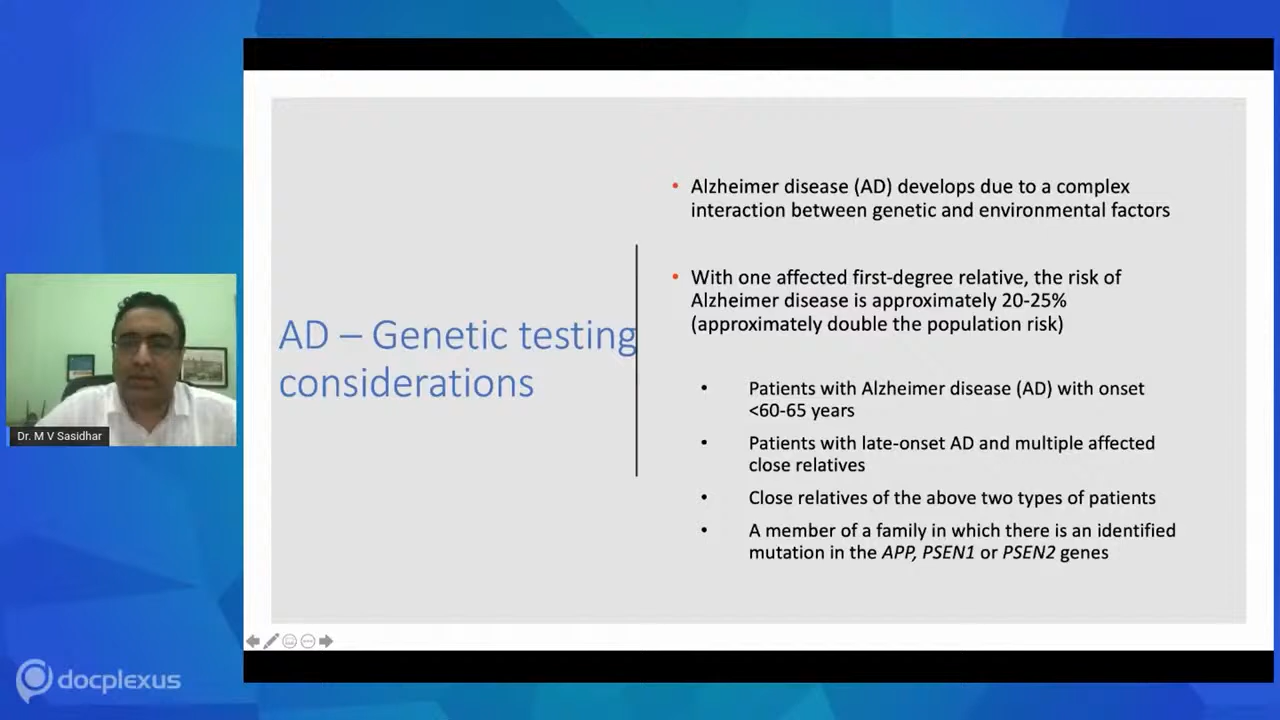 AD – Genetic testing
considerations
• Alzheimer disease (AD) develops due to a complex
interaction between genetic and environmental factors
• With one affected first-degree relative, the risk of
Alzheimer disease is approximately 20-25%
(approximately double the population risk)
• Patients with Alzheimer disease (AD) with onset
<60-65 years
• Patients with late-onset AD and multiple affected
close relatives
• Close relatives of the above two types of patients
• A member of a family in which there is an identified
mutation in the APP, PSEN1 or PSEN2 genes
Dr. M V Sasidhar
docplexus